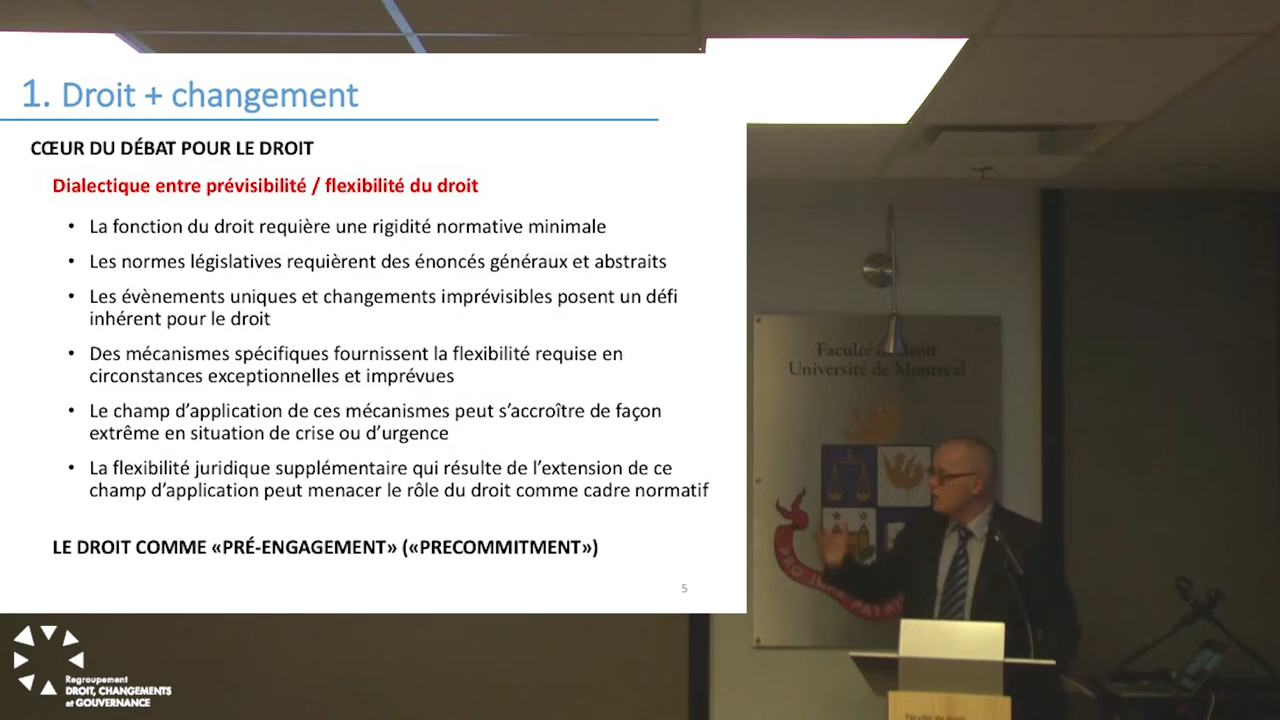 1. Droit + changement
CŒUR DU DÉBAT POUR LE DROIT
Dialectique entre prévisibilité / flexibilité du droit
• La fonction du droit requière une rigidité normative minimale
• Les normes législatives requièrent des énoncés généraux et abstraits
• Les évènements uniques et changements imprévisibles posent un défi
inhérent pour le droit
• Des mécanismes spécifiques fournissent la flexibilité requise en
circonstances exceptionnelles et imprévues
• Le champ d’application de ces mécanismes peut s’accroître de façon
extrême en situation de crise ou d’urgence
• La flexibilité juridique supplémentaire qui résulte de l’extension de ce
champ d’application peut menacer le rôle du droit comme cadre normatif
LE DROIT COMME «PRÉ-ENGAGEMENT» («PRECOMMITMENT»)
5
Faculté de droit
Université de Montréal
PRO JURE PATRI
Regroupement
DROIT, CHANGEMENTS
et GOUVERNANCE
Faculté de droit